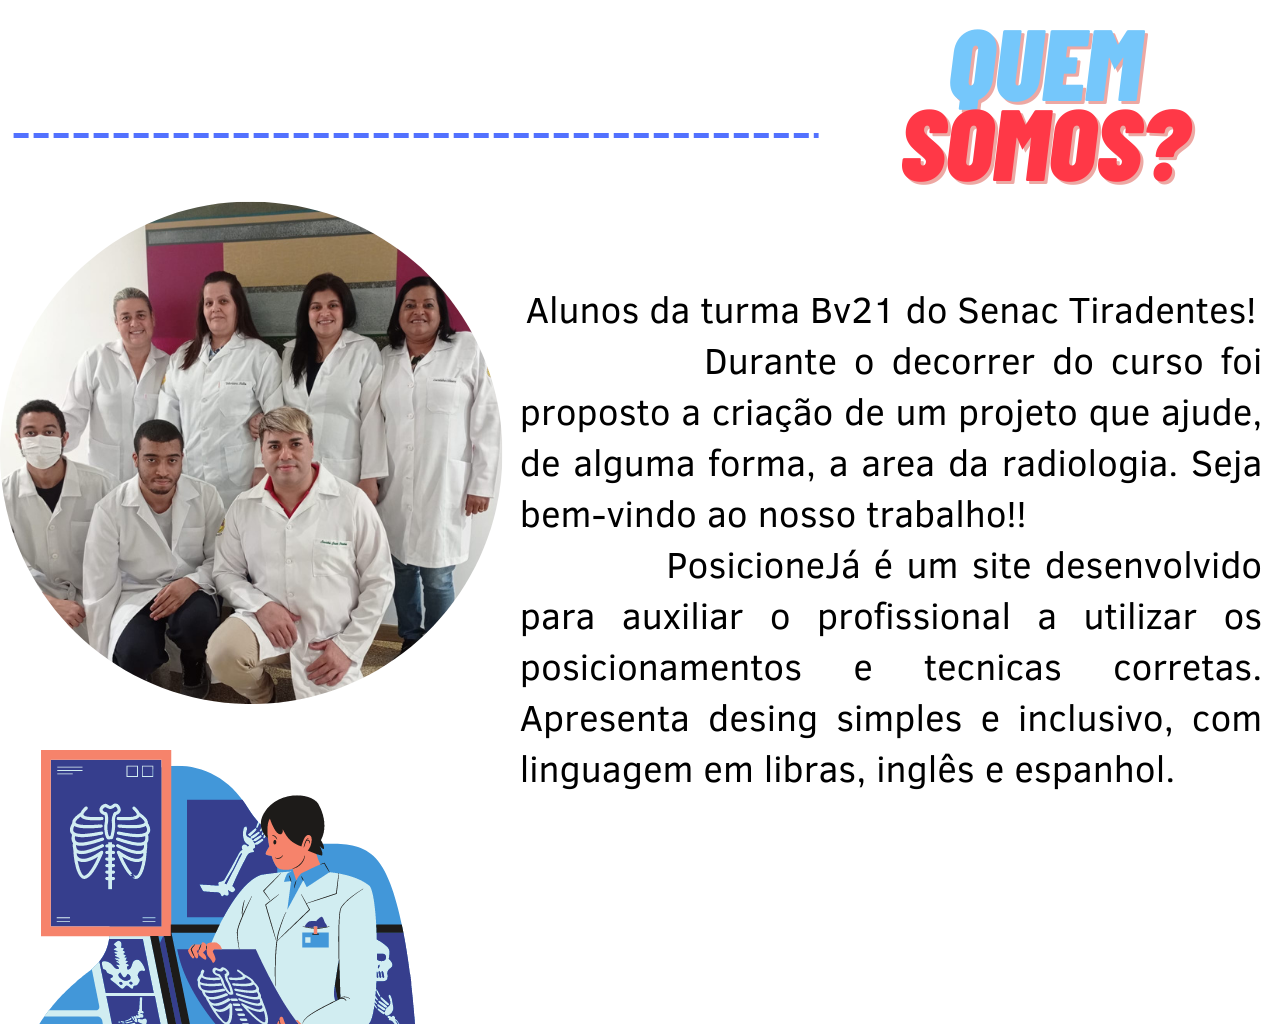 QUEM
SOMOS?
Alunos da turma Bv21 do Senac Tiradentes!
Durante o decorrer do curso foi
proposto a criação de um projeto que ajude,
de alguma forma, a area da radiologia. Seja
bem-vindo ao nosso trabalho!!
PosicioneJá é um site desenvolvido
para auxiliar o profissional a utilizar os
posicionamentos e tecnicas corretas.
Apresenta desing simples e inclusivo, com
linguagem em libras, inglês e espanhol.